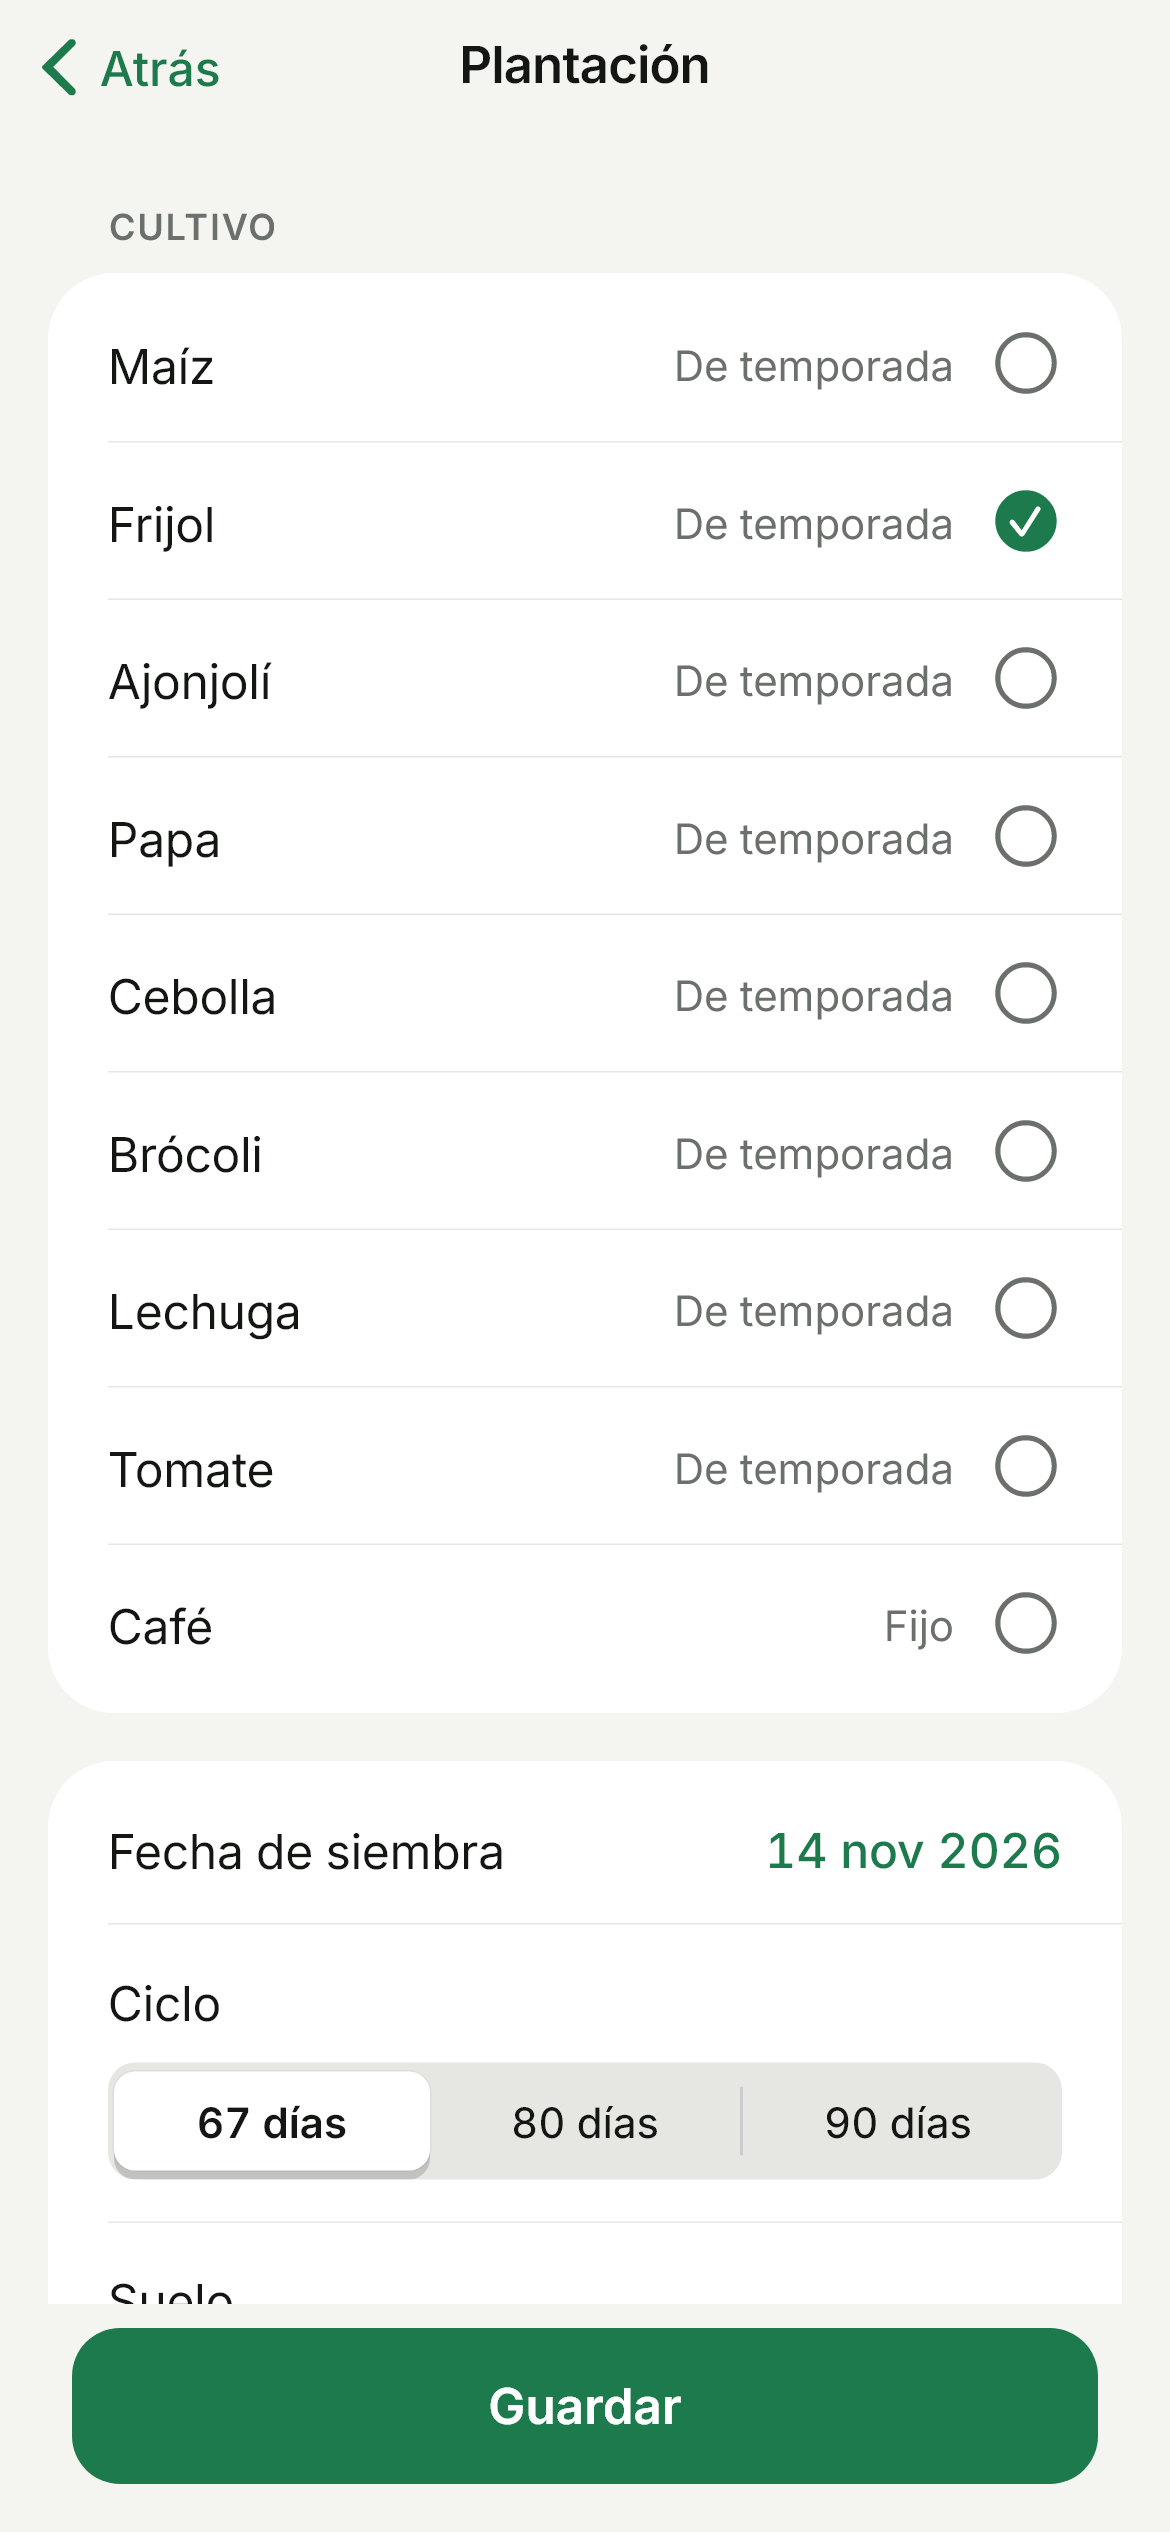 Atrás
Plantación
CULTIVO
Maíz De temporada
Frijol De temporada
Ajonjolí De temporada
Papa De temporada
Cebolla De temporada
Brócoli De temporada
Lechuga De temporada
Tomate De temporada
Café Fijo
Fecha de siembra 14 nov 2026
Ciclo
67 días 80 días 90 días
Suelo
Guardar